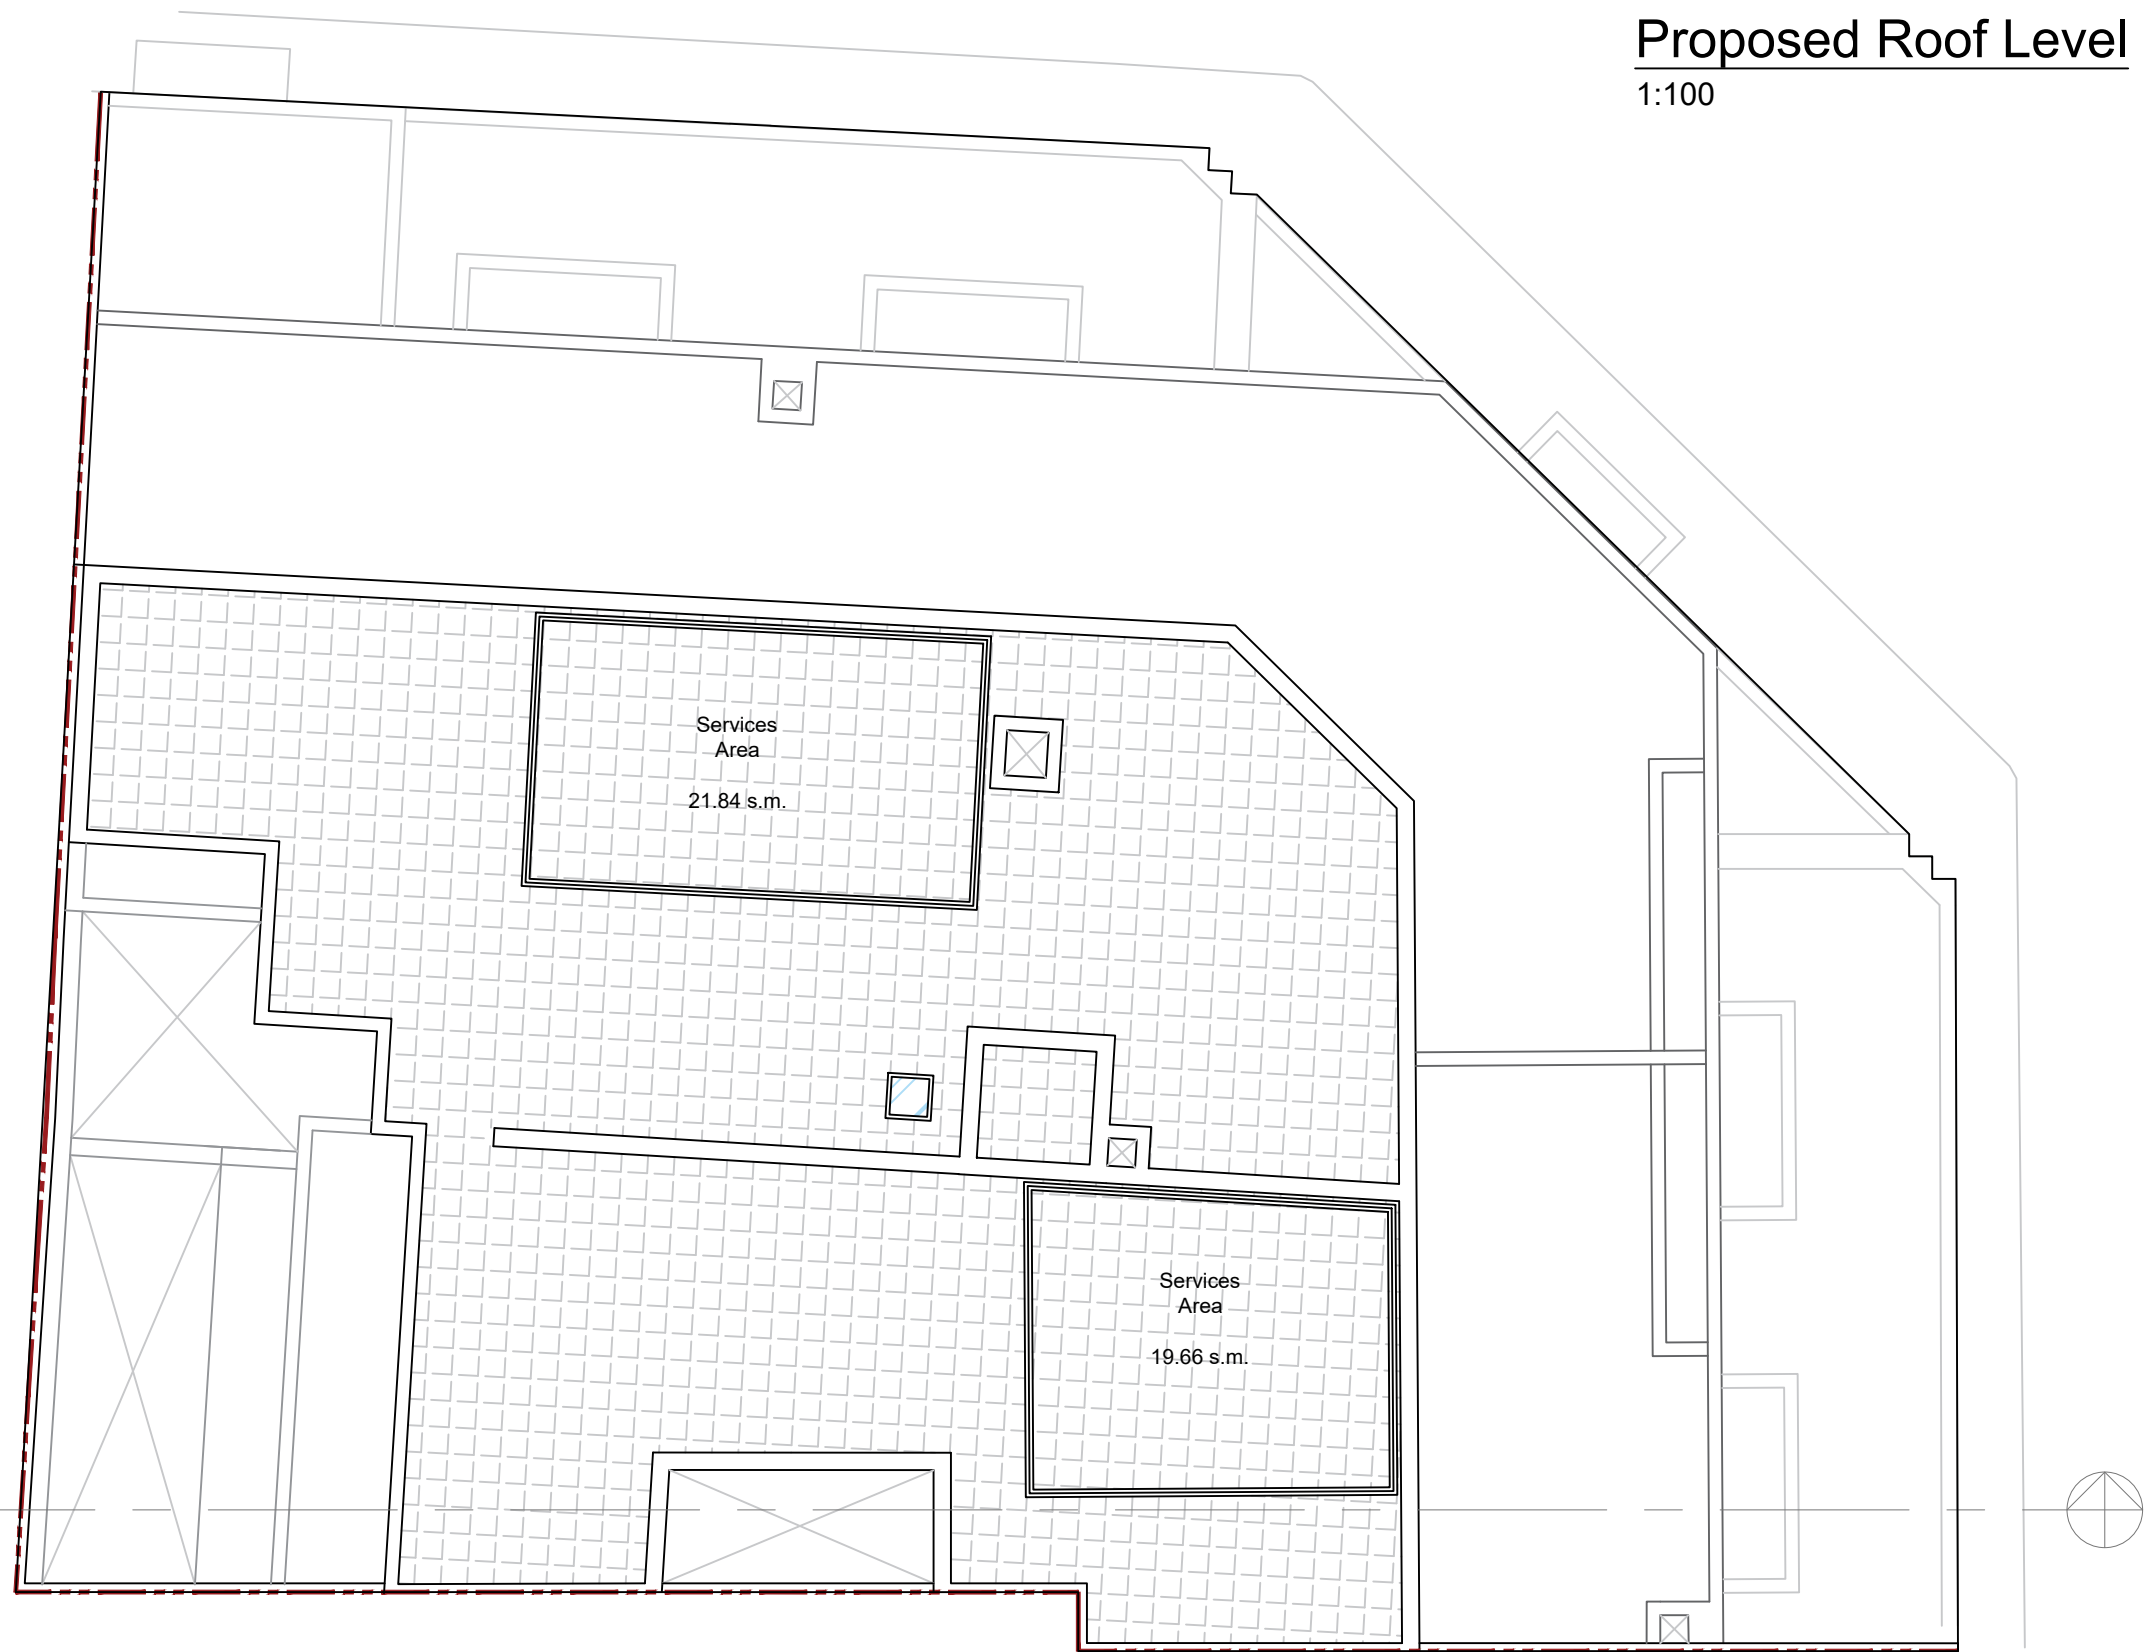 Proposed Roof Level
1:100
Services
Area
21.84 s.m.
Services
Area
19.66 s.m.